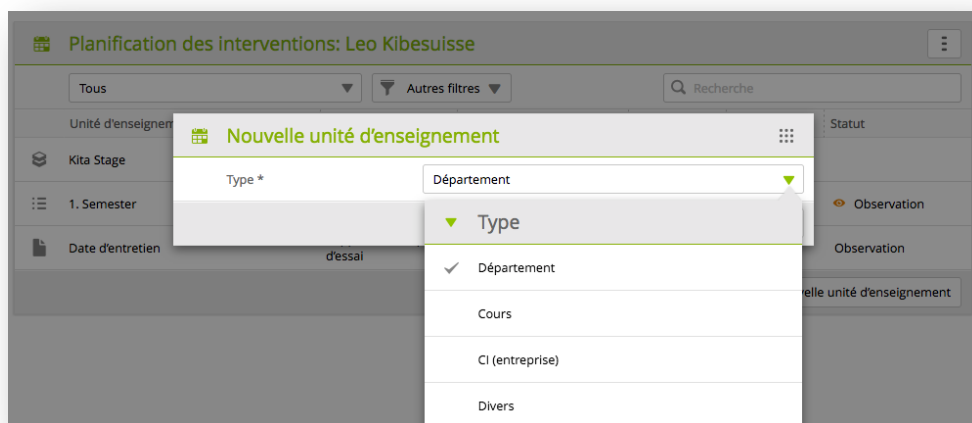 Planification des interventions: Leo Kibesuisse
Tous
Autres filtres
Recherche
Unité d'enseignem
Statut
Kita Stage
1. Semester
Observation
Date d'entretien
d'essai
Observation
elle unité d'enseignement
Nouvelle unité d'enseignement
Type *
Département
Type
Département
Cours
CI (entreprise)
Divers